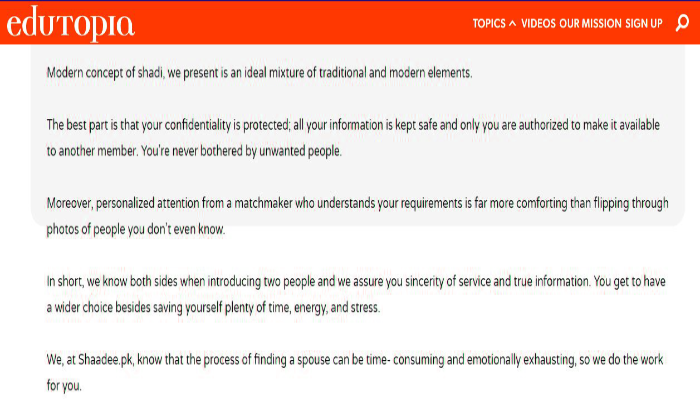 edutopia
TOPICS VIDEOS OUR MISSION SIGN UP
Modern concept of shadi, we present is an ideal mixture of traditional and modern elements.
The best part is that your confidentiality is protected; all your information is kept safe and only you are authorized to make it available
to another member. You're never bothered by unwanted people.
Moreover, personalized attention from a matchmaker who understands your requirements is far more comforting than flipping through
photos of people you don't even know.
In short, we know both sides when introducing two people and we assure you sincerity of service and true information. You get to have
a wider choice besides saving yourself plenty of time, energy, and stress.
We, at Shaadee.pk, know that the process of finding a spouse can be time- consuming and emotionally exhausting, so we do the work
for you.